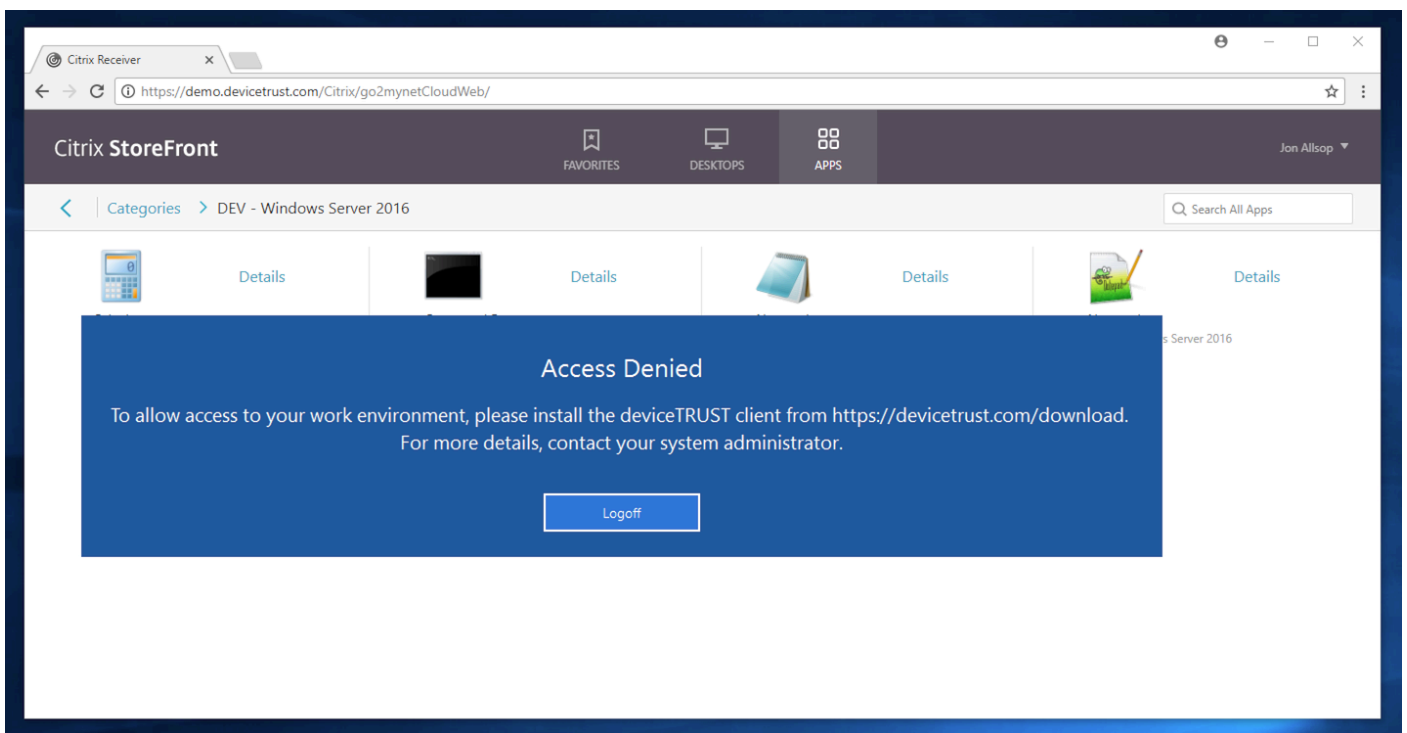 Citrix Receiver
https://demo.devicetrust.com/Citrix/go2mynetCloudWeb/
Citrix StoreFront
FAVORITES
DESKTOPS
APPS
Jon Allsop
Categories
DEV - Windows Server 2016
Search All Apps
Details
Details
Details
Details
Server 2016
Access Denied
To allow access to your work environment, please install the deviceTRUST client from https://devicetrust.com/download.
For more details, contact your system administrator.
Logoff